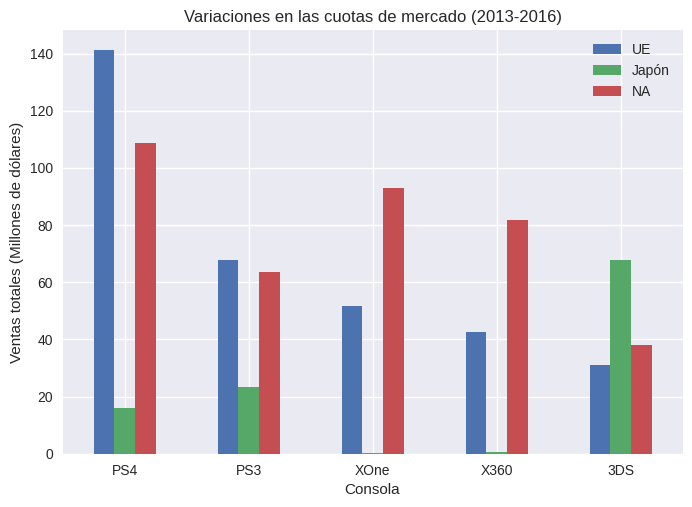 Variaciones en las cuotas de mercado (2013-2016)
UE
Japón
NA
Ventas totales (Millones de dólares)
140
120
100
80
60
40
20
0
PS4 PS3 XOne X360 3DS
Consola